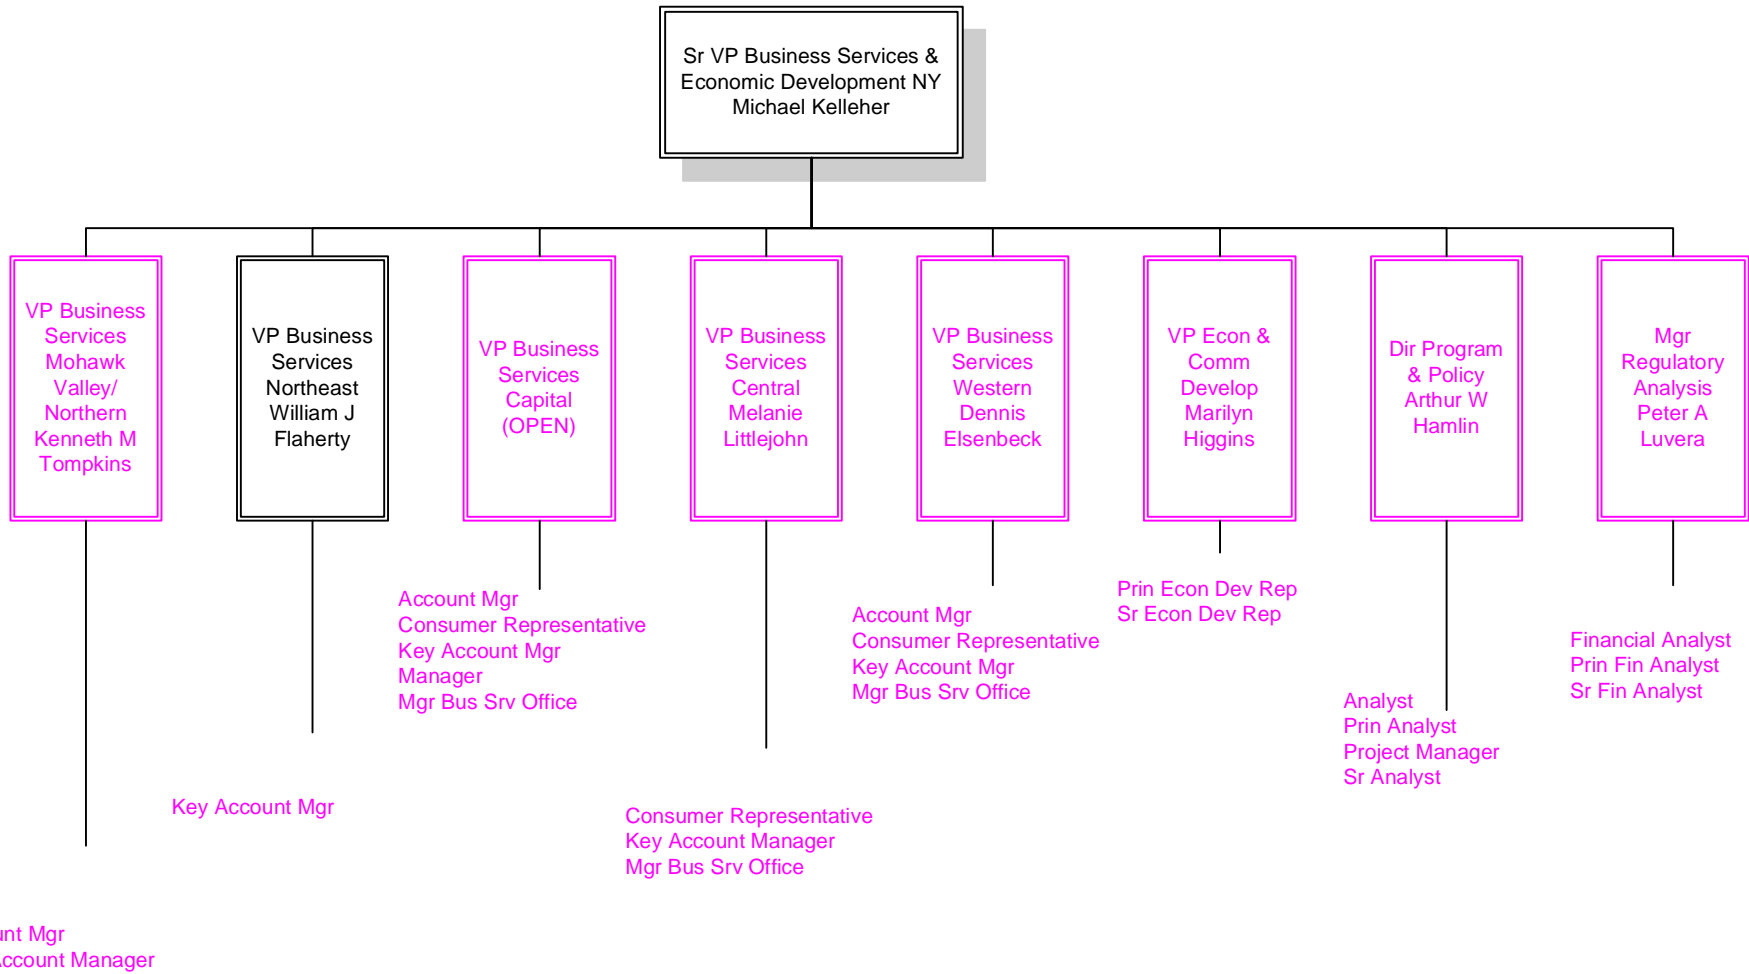 Sr VP Business Services &
Economic Development NY
Michael Kelleher
VP Business
Services
Mohawk
Valley/
Northern
Kenneth M
Tompkins
VP Business
Services
Northeast
William J
Flaherty
VP Business
Services
Capital
(OPEN)
VP Business
Services
Central
Melanie
Littlejohn
VP Business
Services
Western
Dennis
Elsenbeck
VP Econ &
Comm
Develop
Marilyn
Higgins
Dir Program
& Policy
Arthur W
Hamlin
Mgr
Regulatory
Analysis
Peter A
Luvera
Account Mgr
Consumer Representative
Key Account Mgr
Manager
Mgr Bus Srv Office
Account Mgr
Consumer Representative
Key Account Mgr
Mgr Bus Srv Office
Prin Econ Dev Rep
Sr Econ Dev Rep
Financial Analyst
Prin Fin Analyst
Sr Fin Analyst
Analyst
Prin Analyst
Project Manager
Sr Analyst
Key Account Mgr
Consumer Representative
Key Account Manager
Mgr Bus Srv Office
Mgr
Manager